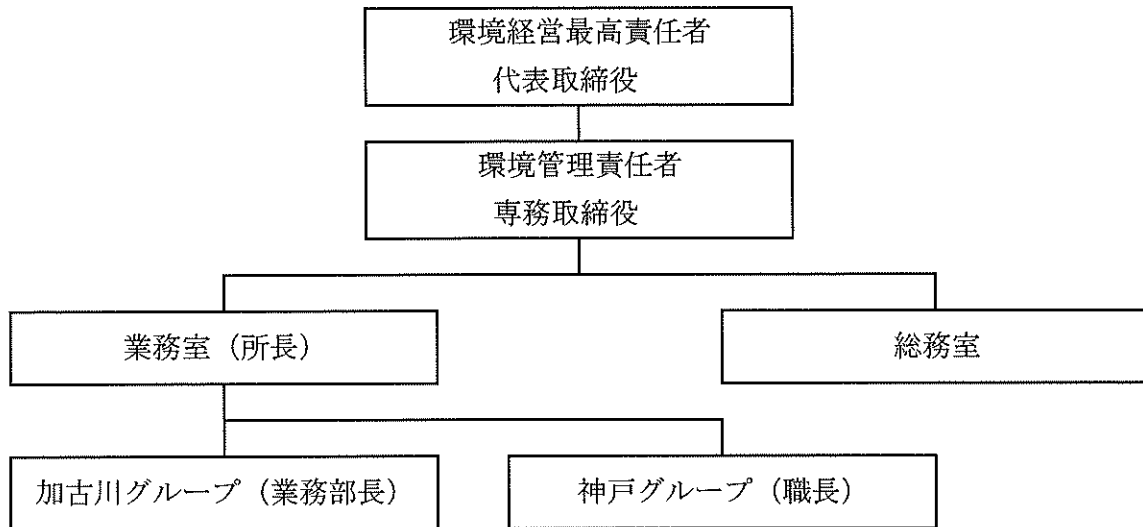 環境経営最高責任者
代表取締役
環境管理責任者
専務取締役
業務室（所長）
総務室
加古川グループ（業務部長）
神戸グループ（職長）